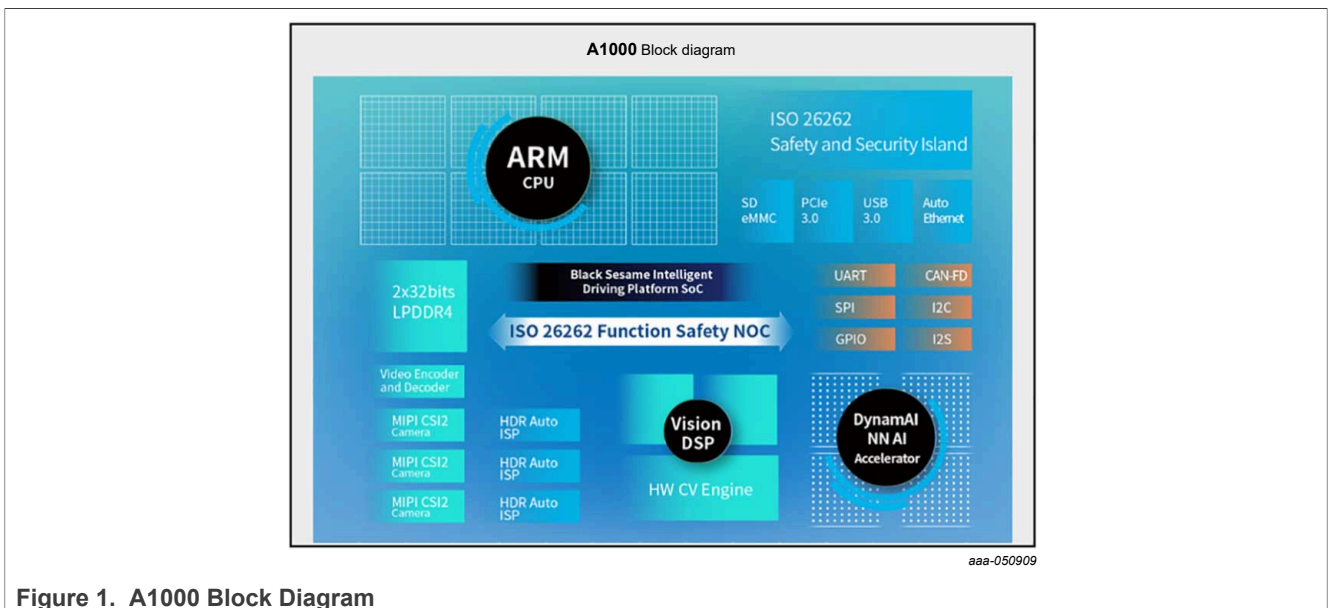 A1000 Block diagram
ARM
CPU
ISO 26262
Safety and Security Island
SD
eMMC
PCIe
3.0
USB
3.0
Auto
Ethernet
2x32bits
LPDDR4
Black Sesame Intelligent
Driving Platform SoC
ISO 26262 Function Safety NOC
UART
CAN-FD
SPI
I2C
GPIO
I2S
Video Encoder
and Decoder
MIPI CSI2
Camera
HDR Auto
ISP
MIPI CSI2
Camera
HDR Auto
ISP
MIPI CSI2
Camera
HDR Auto
ISP
Vision
DSP
HW CV Engine
DynamAI
NN AI
Accelerator
aaa-050909
Figure 1. A1000 Block Diagram